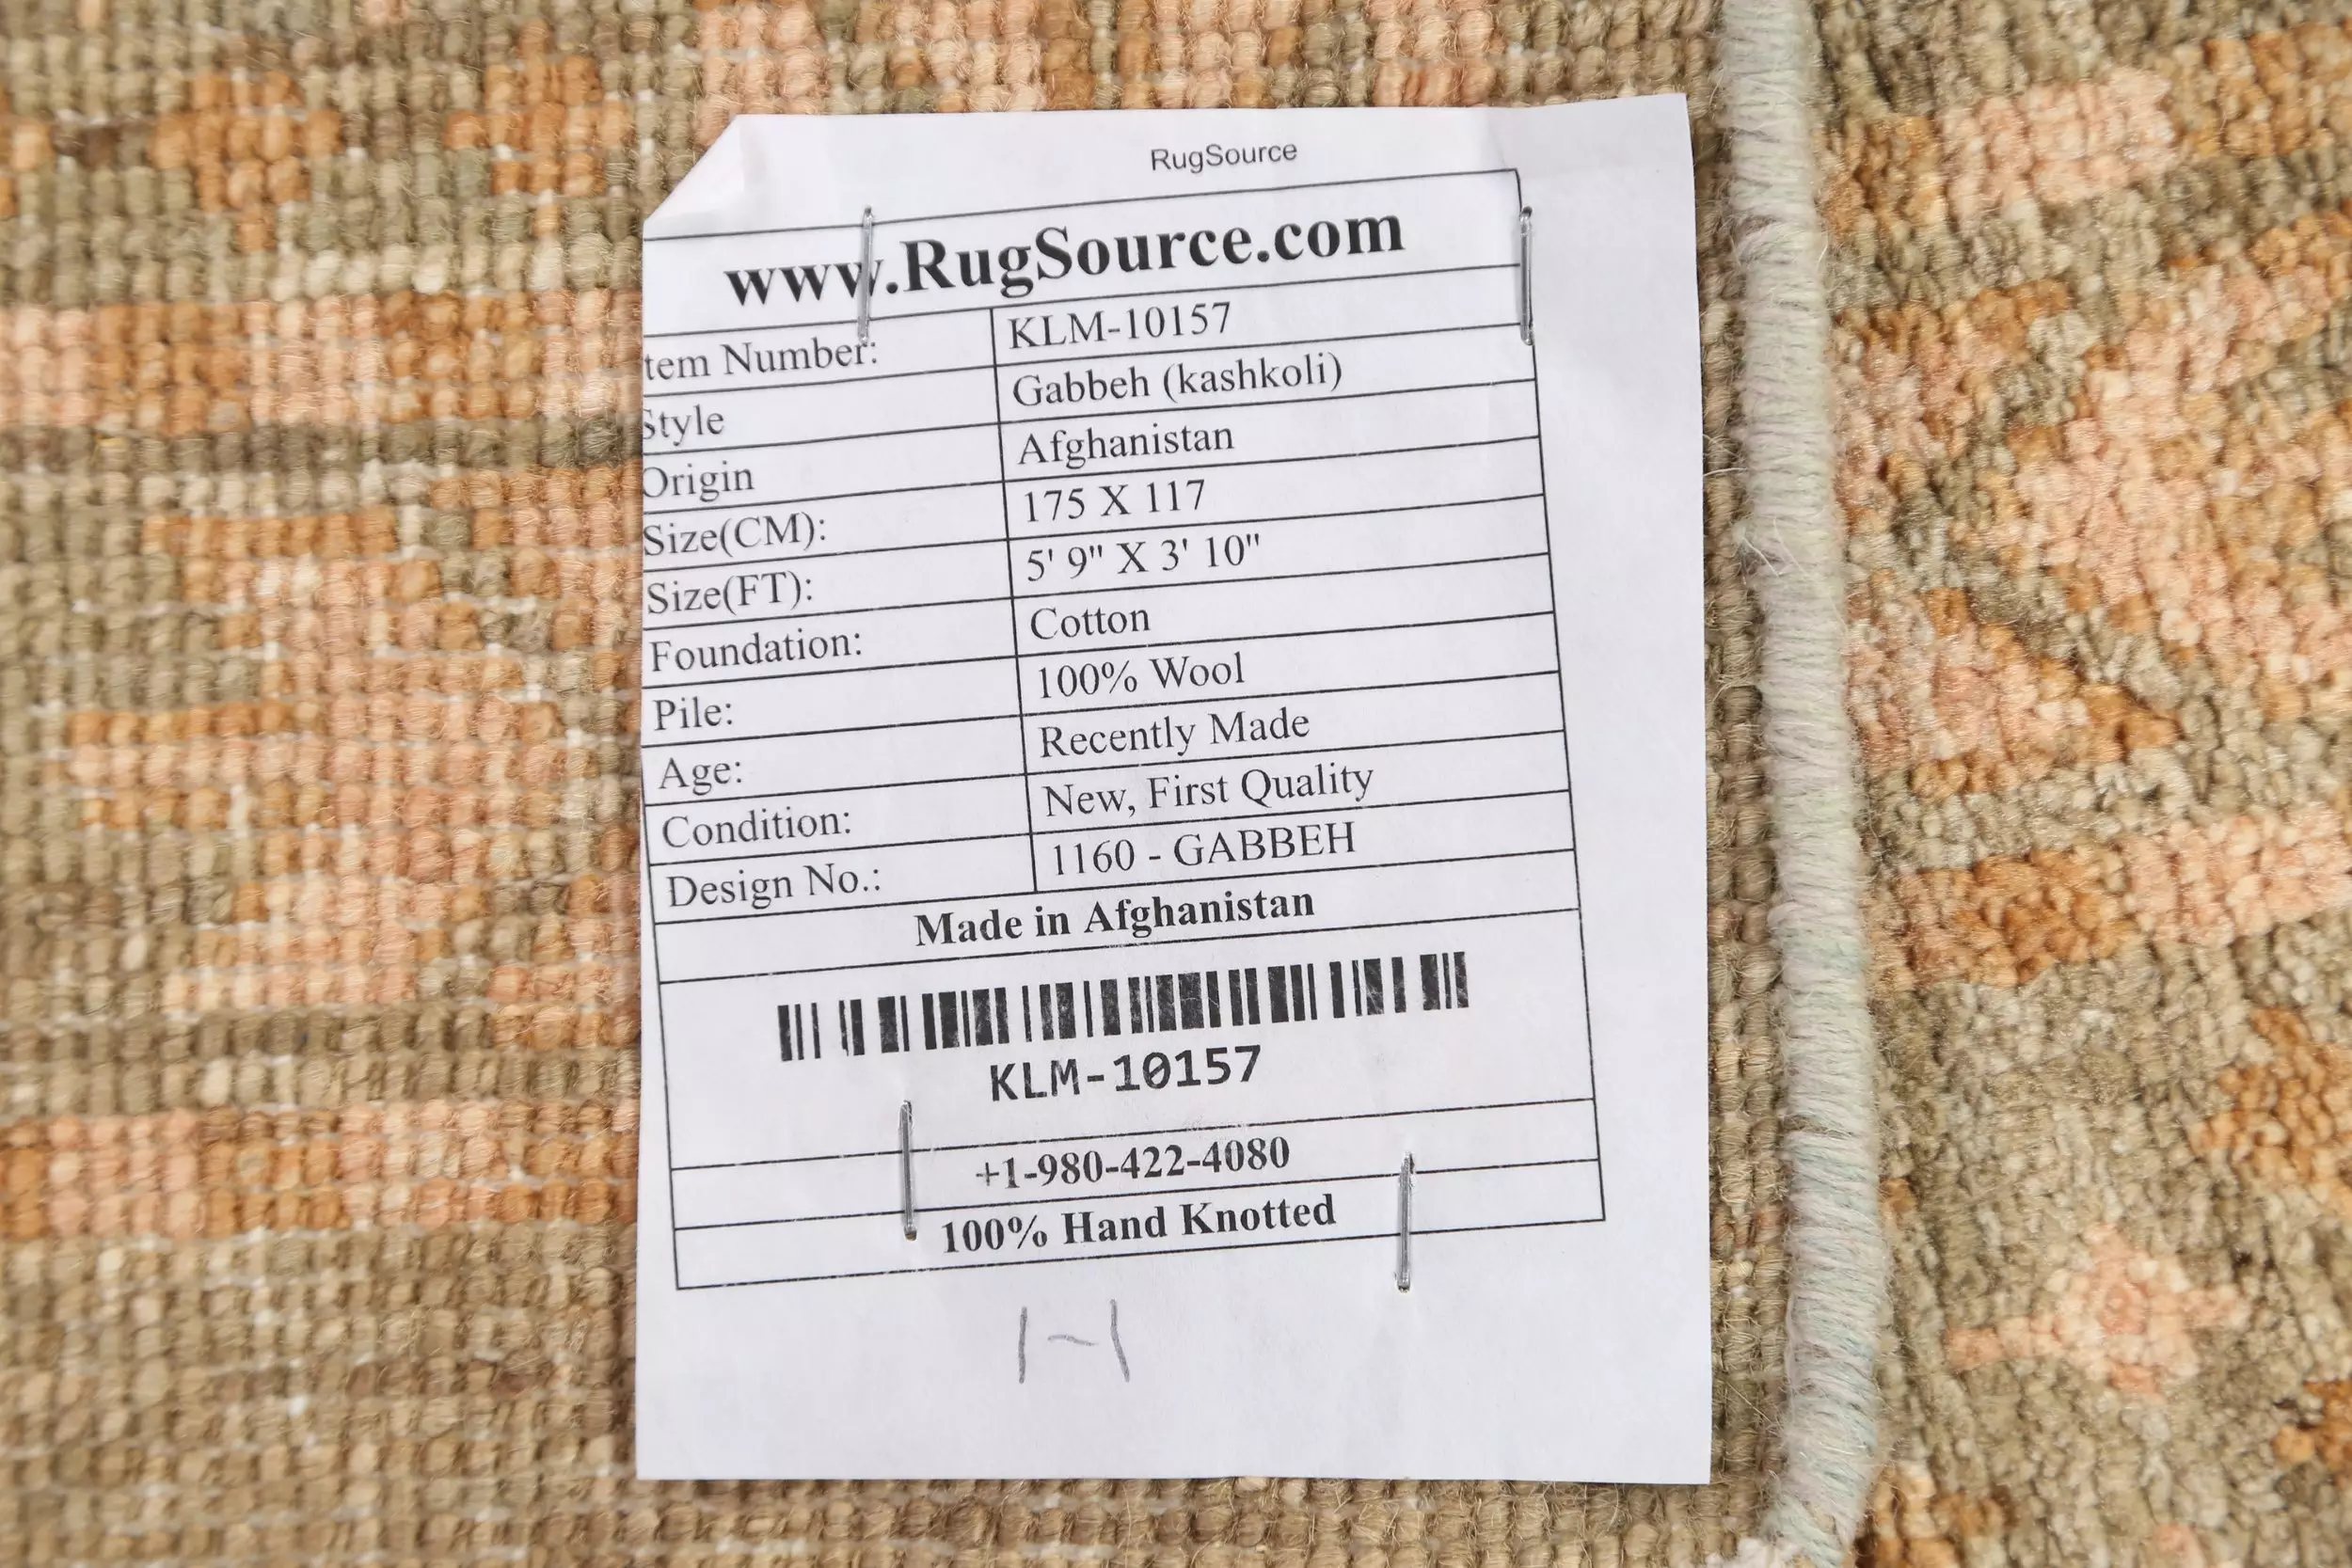 RugSource
www.RugSource.com
tem Number: KLM-10157
Style Gabbeh (kashkoli)
Origin Afghanistan
Size(CM): 175 X 117
Size(FT): 5' 9" X 3' 10"
Foundation: Cotton
Pile: 100% Wool
Age: Recently Made
Condition: New, First Quality
Design No.: 1160 - GABBEH
Made in Afghanistan
KLM-10157
+1-980-422-4080
100% Hand Knotted
1-1